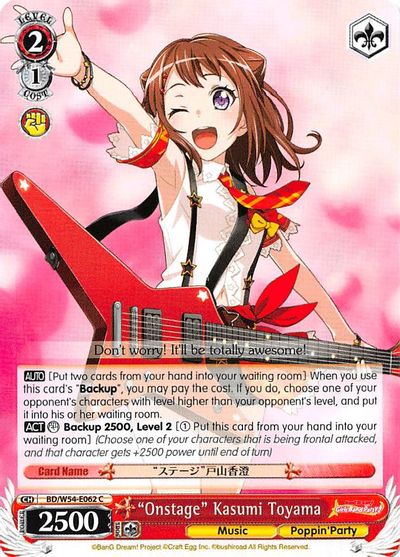 LEVEL
2
1
COST
Don't worry! It'll be totally awesome!
AUTO [Put two cards from your hand into your waiting room] When you use
this card's "Backup", you may pay the cost. If you do, choose one of your
opponent's characters with level higher than your opponent's level, and
put it into his or her waiting room.
ACT Backup 2500, Level 2 [① Put this card from your hand into your
waiting room] (Choose one of your characters that is being frontal attacked,
and that character gets +2500 power until end of turn)
Card Name "ステージ"戸山香澄
CH BD/W54-E062 C
2500 POWER
"Onstage" Kasumi Toyama
Music Poppin'Party
©BanG Dream! Project ©Craft Egg Inc. ©bushiroad All Rights Reserved.